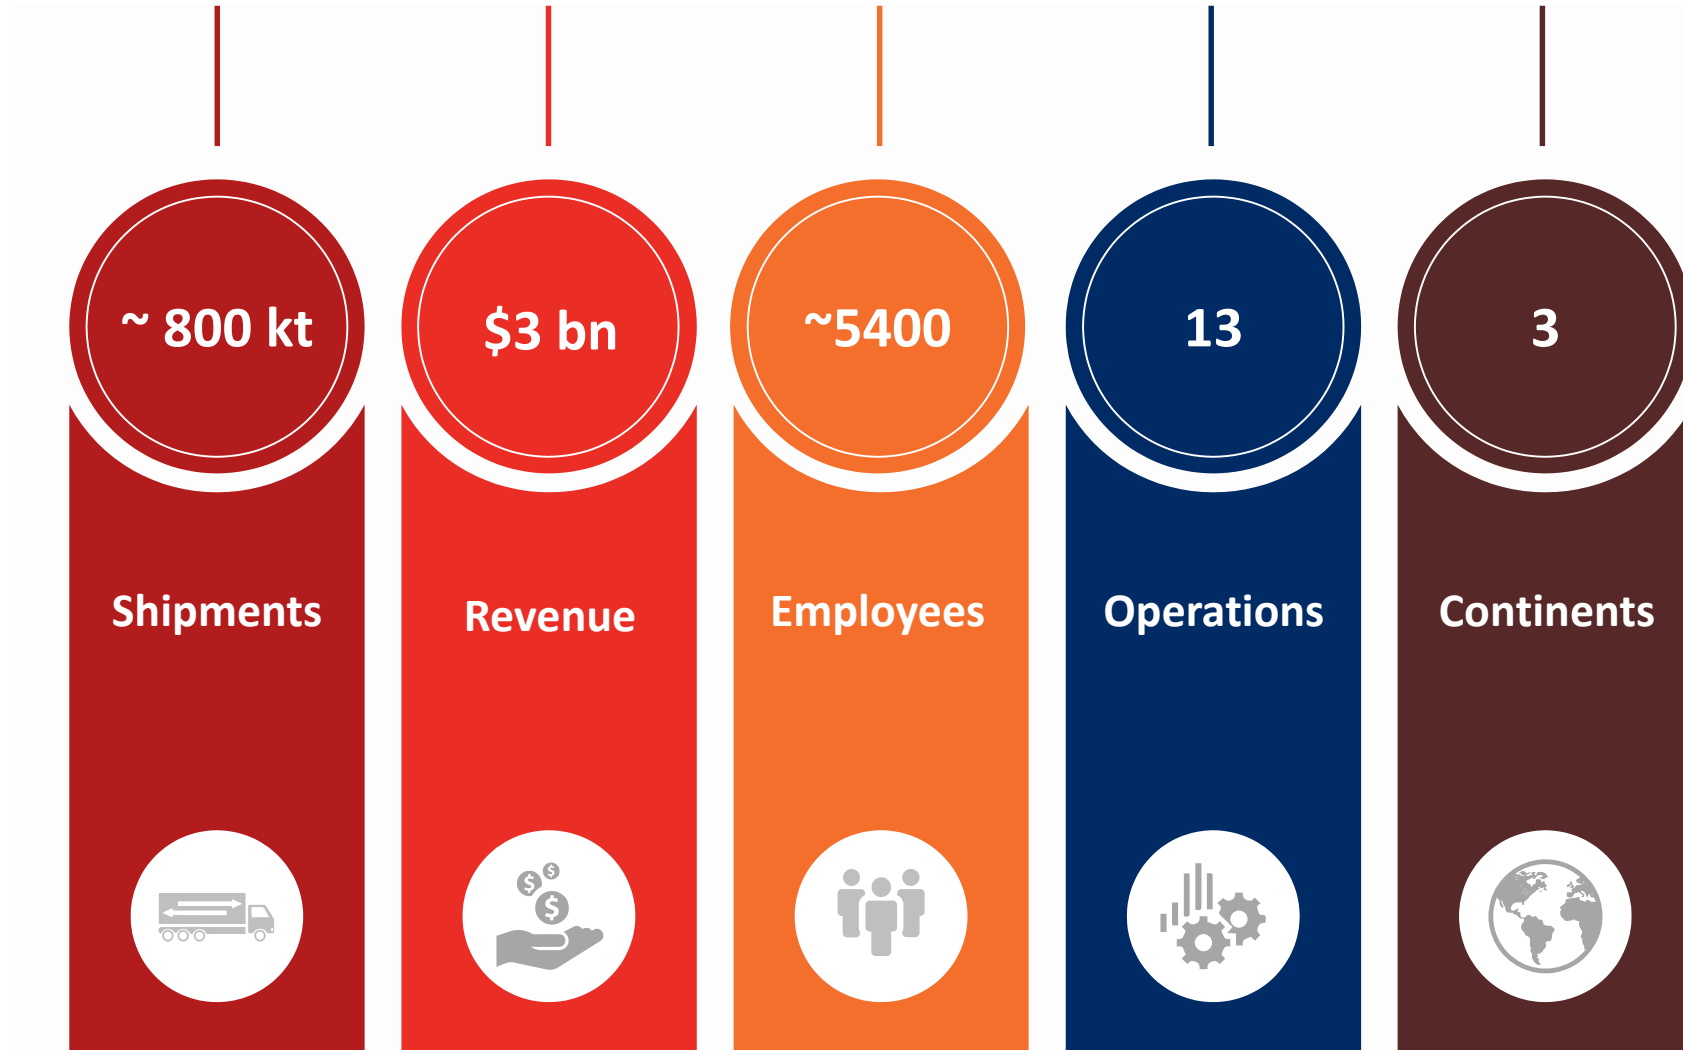 ~ 800 kt
$3 bn
~5400
13
3
Shipments
Revenue
Employees
Operations
Continents
$
$
$